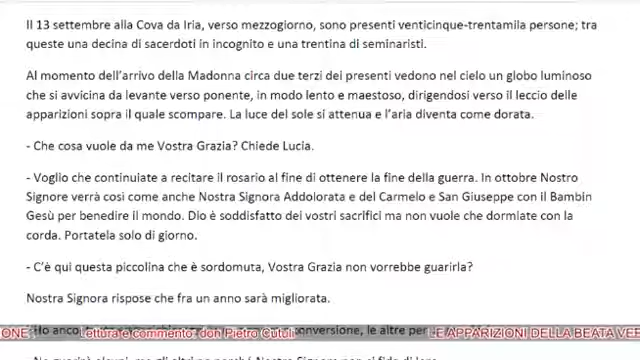 Il 13 settembre alla Cova da Iria, verso mezzogiorno, sono presenti venticinque-trentamila persone; tra
queste una decina di sacerdoti in incognito e una trentina di seminaristi.
Al momento dell'arrivo della Madonna circa due terzi dei presenti vedono nel cielo un globo luminoso
che si avvicina da levante verso ponente, in modo lento e maestoso, dirigendosi verso il leccio delle
apparizioni sopra il quale scompare. La luce del sole si attenua e l'aria diventa come dorata.
- Che cosa vuole da me Vostra Grazia? Chiede Lucia.
- Voglio che continuiate a recitare il rosario al fine di ottenere la fine della guerra. In ottobre Nostro
Signore verrà così come anche Nostra Signora Addolorata e del Carmelo e San Giuseppe con il Bambin
Gesù per benedire il mondo. Dio è soddisfatto dei vostri sacrifici ma non vuole che dormiate con la
corda. Portatela solo di giorno.
- C'è qui questa piccolina che è sordomuta, Vostra Grazia non vorrebbe guarirla?
Nostra Signora rispose che fra un anno sarà migliorata.
IONE Lettura e commento: don Pietro Cutuli LE APPARIZIONI DELLA BEATA VER
- Ho anco conversione, le altre per